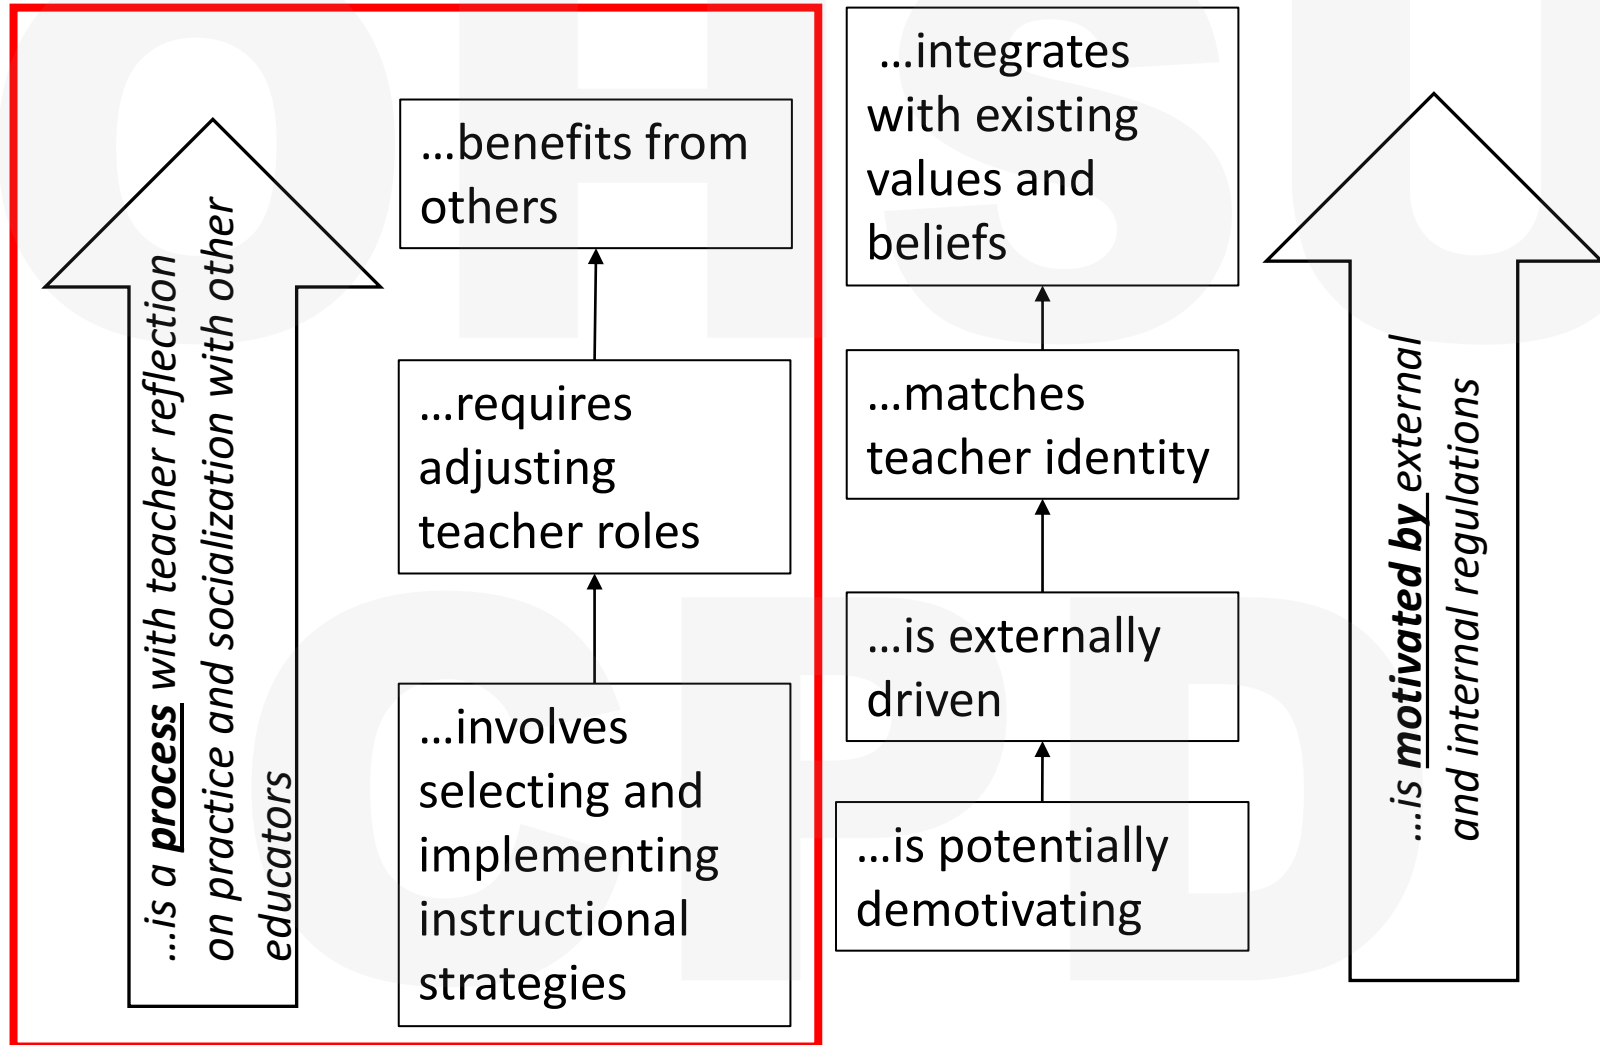 ...is a process with teacher reflection
on practice and socialization with other
educators
...benefits from
others
...requires
adjusting
teacher roles
...involves
selecting and
implementing
instructional
strategies
...integrates
with existing
values and
beliefs
...matches
teacher identity
...is externally
driven
...is potentially
demotivating
...is motivated by external
and internal regulations
OHSU
CPD